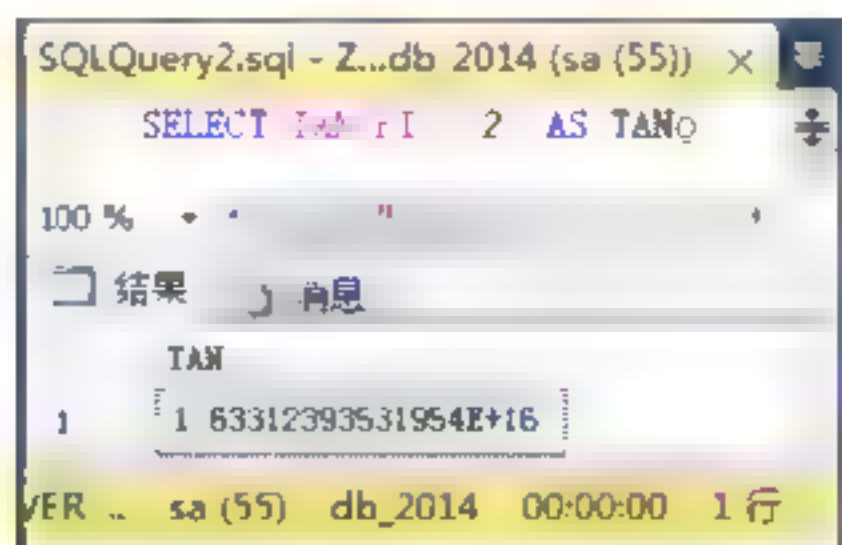 SQLQuery2.sql - Z...db 2014 (sa (55)) ×
SELECT 2 AS TAN
100 %
结果 消息
TAN
1 1 63312393531954E+16
VER .. sa (55) db_2014 00:00:00 1 行